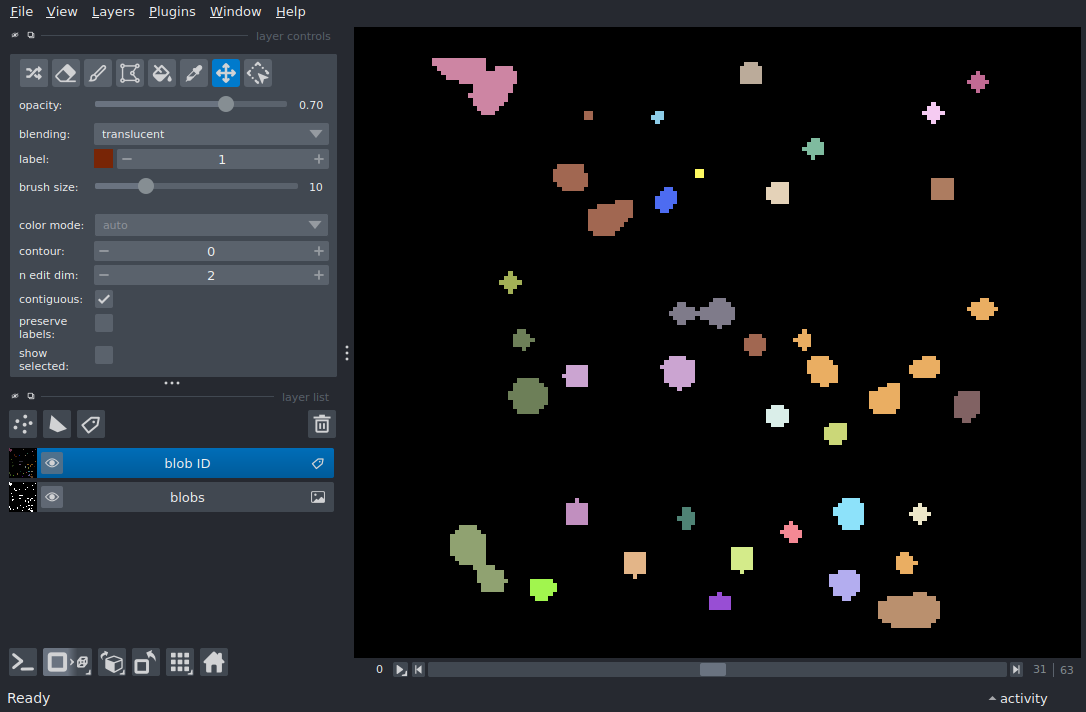 File View Layers Plugins Window Help
layer controls
opacity: 0.70
blending: translucent
label: 1
brush size: 10
color mode: auto
contour: 0
n edit dim: 2
contiguous:
preserve
labels:
show
selected:
layer list
blob ID
blobs
0 31 63
Ready activity